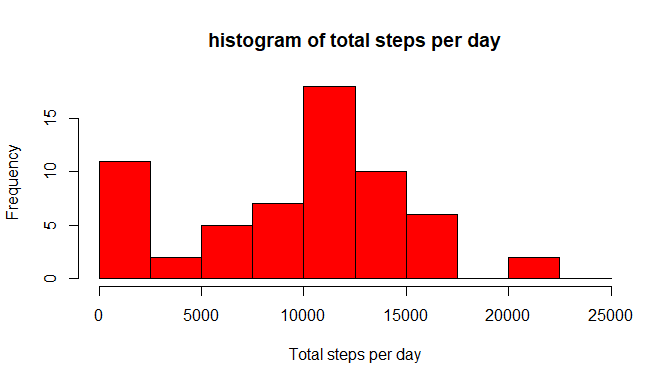 histogram of total steps per day
Frequency
15
10
5
0
0 5000 10000 15000 20000 25000
Total steps per day